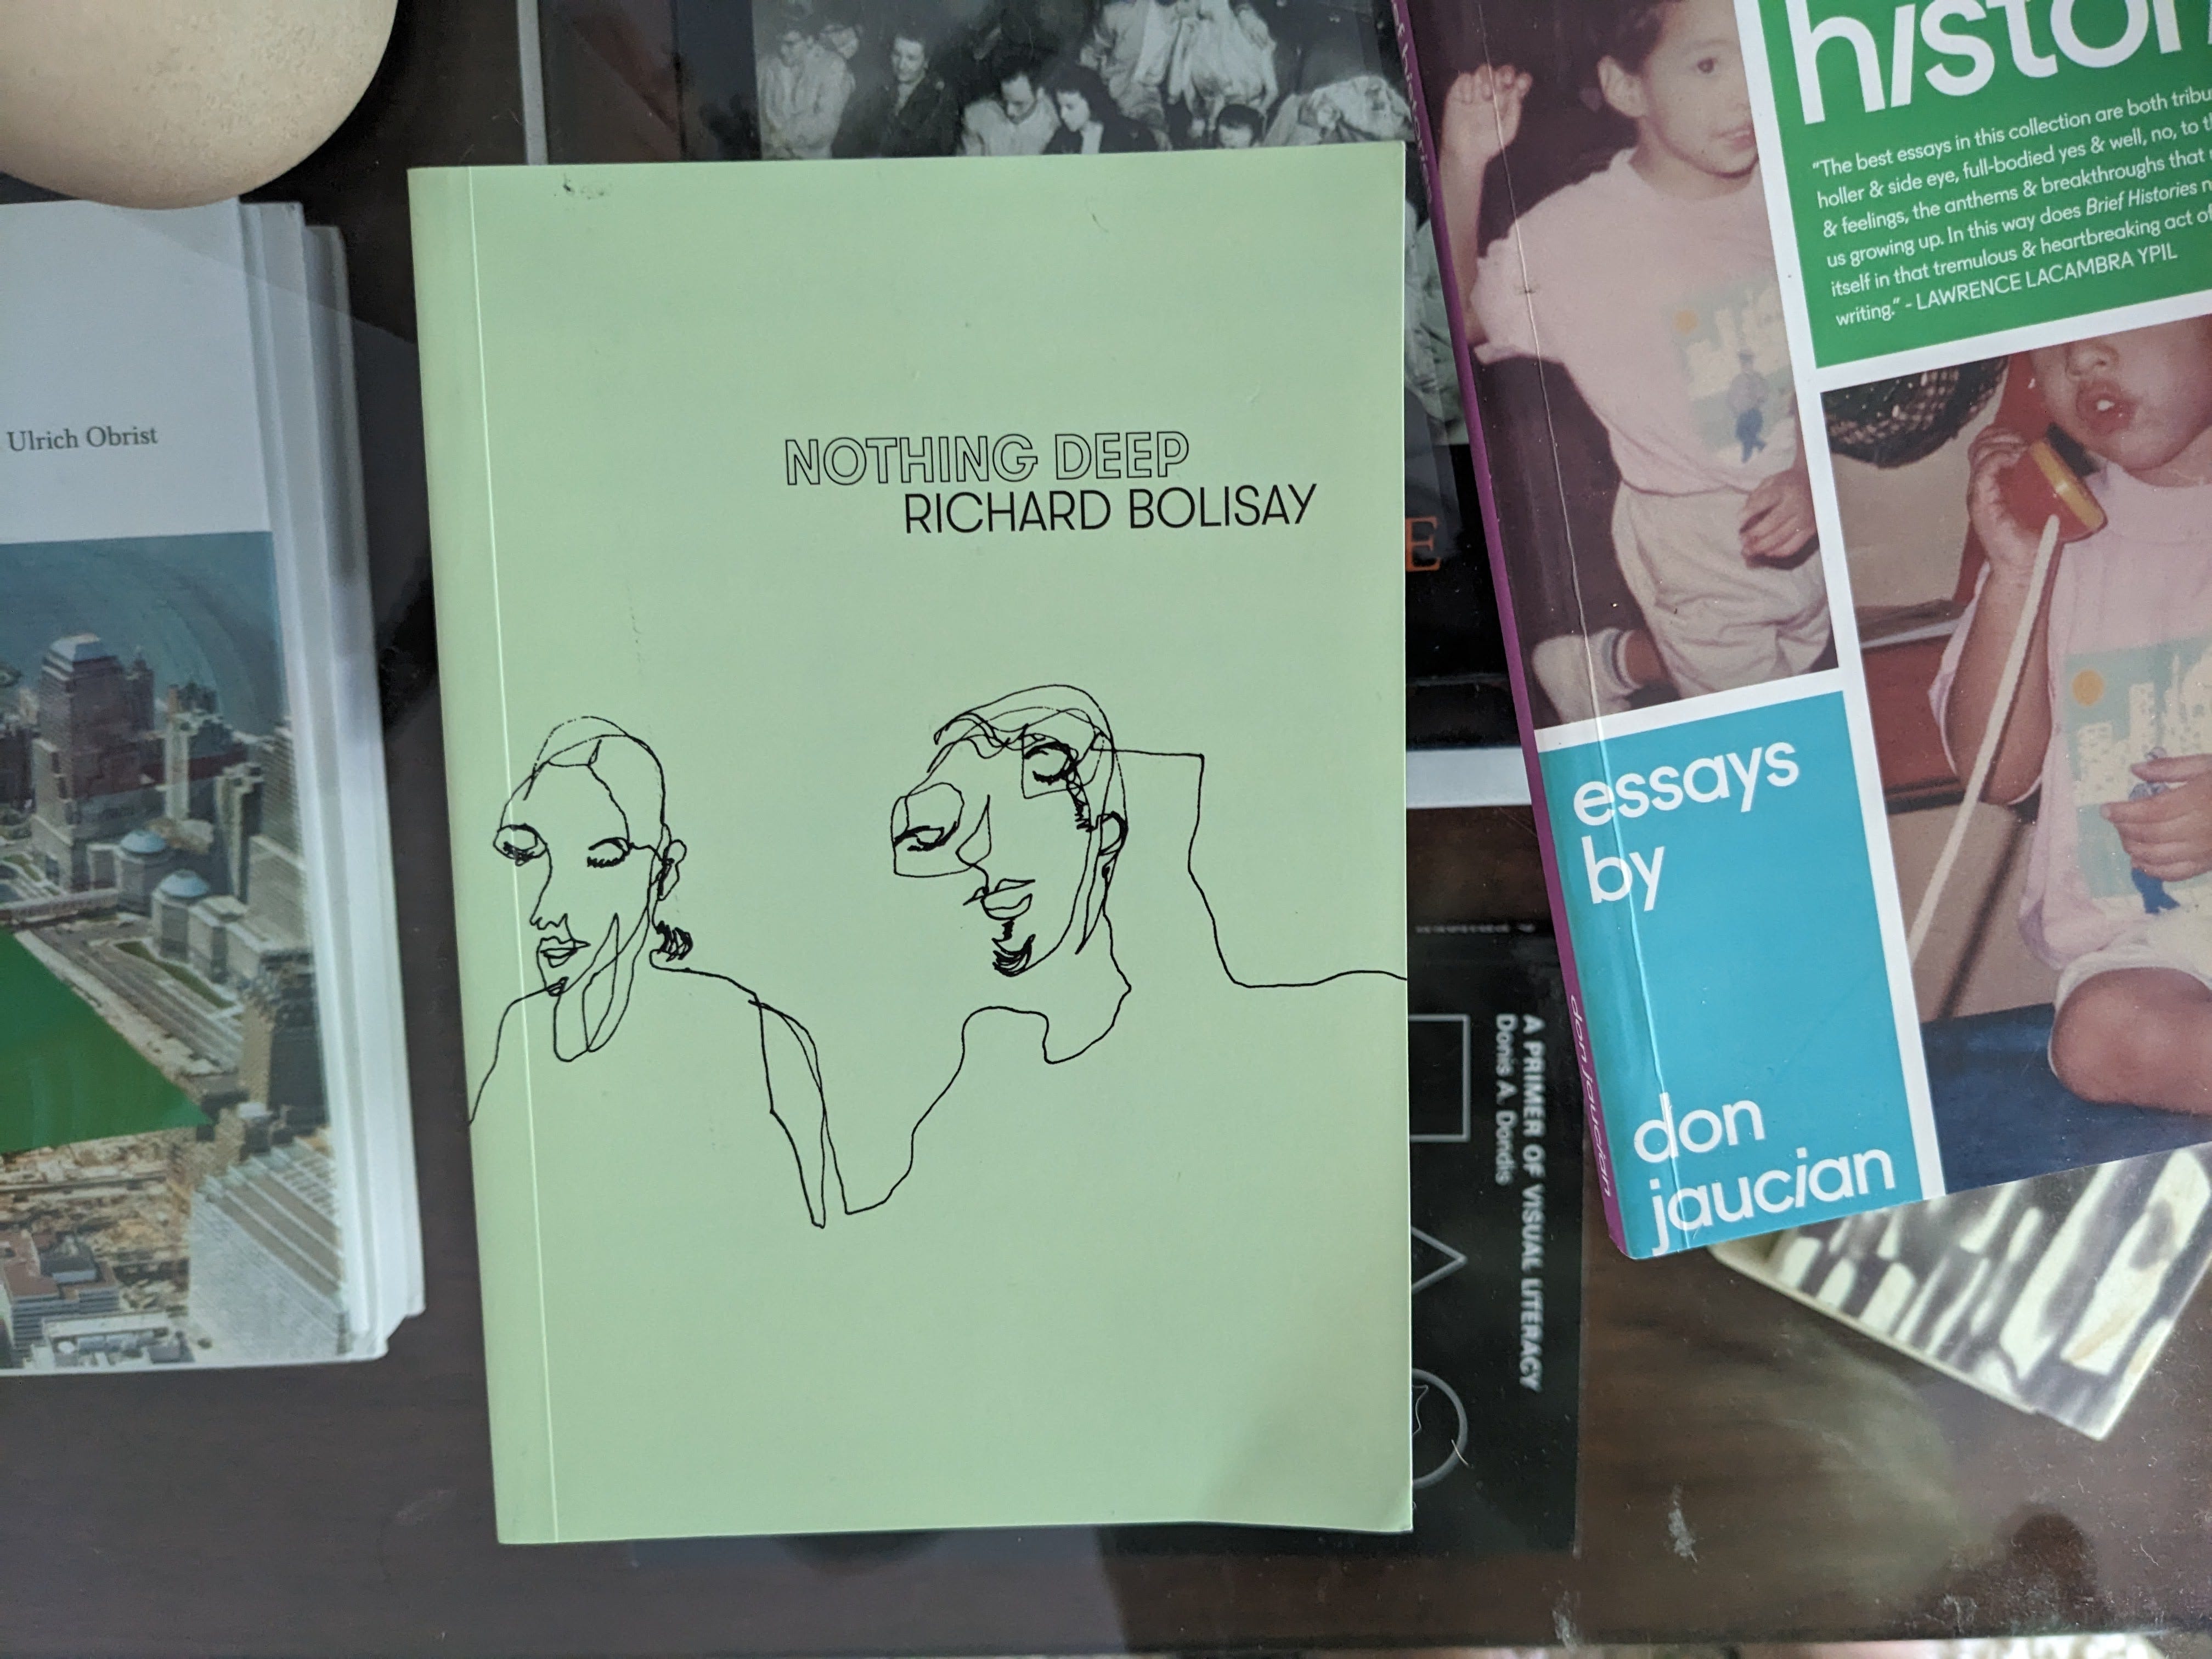 Ulrich Obrist
NOTHING DEEP
RICHARD BOLISAY
E
A PRIMER OF VISUAL LITERACY
Donis A. Dondis
"The best essays in this collection are both
holler & side eye, full-bodied yes & well, no, to
& feelings, the anthems & breakthroughs that
us growing up. In this way does Brief Histories
itself in that tremulous & heartbreaking act of
writing." - LAWRENCE LACAMBRA YPIL
essays
by
don
jaucian
don jaucian